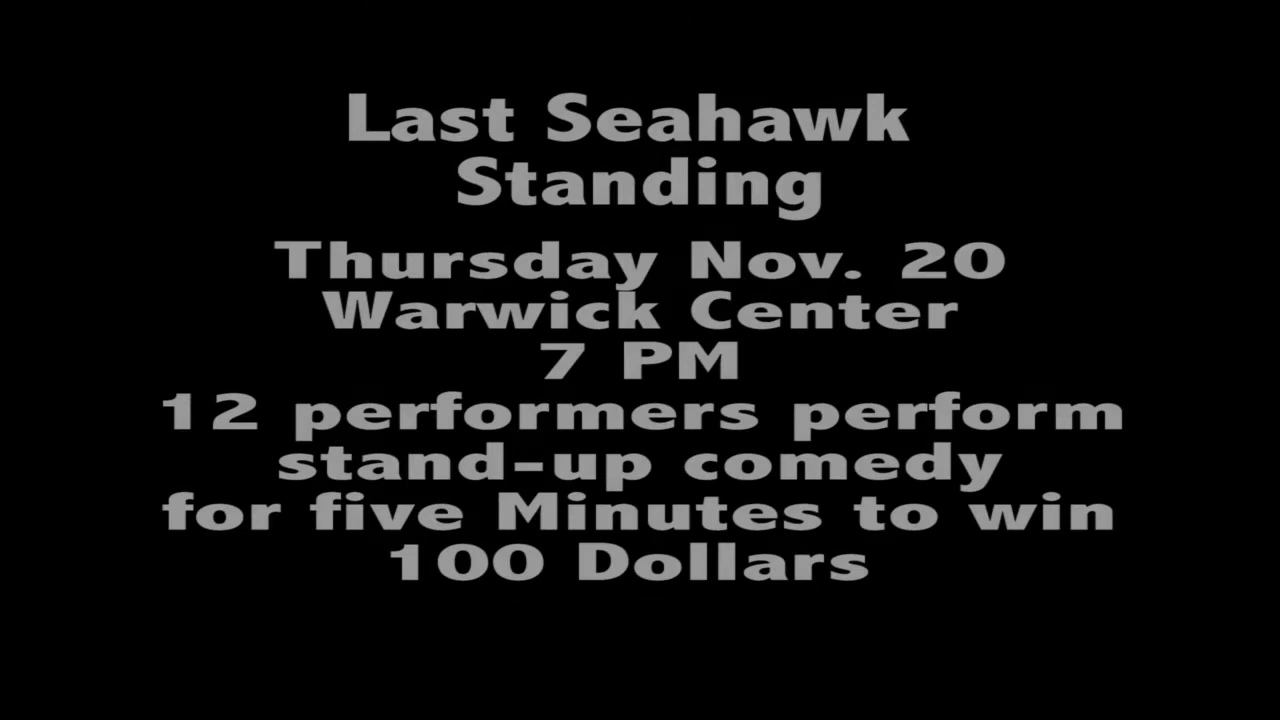 Last Seahawk
Standing
Thursday Nov. 20
Warwick Center
7 PM
12 performers perform
stand-up comedy
for five Minutes to win
100 Dollars